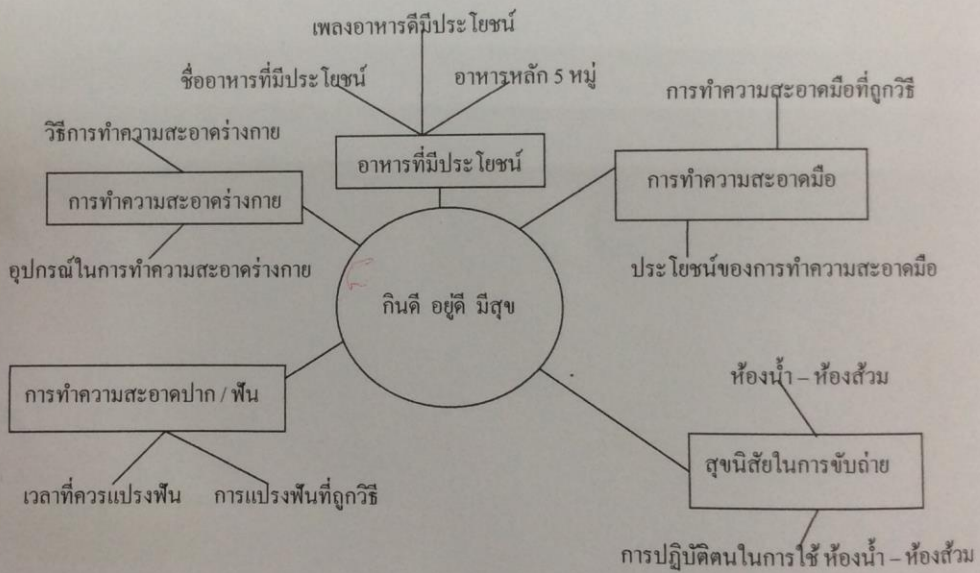 เพลงอาหารดีมีประโยชน์
ชื่ออาหารที่มีประโยชน์
อาหารหลัก 5 หมู่
อาหารที่มีประโยชน์
การทำความสะอาดมือที่ถูกวิธี
การทำความสะอาดมือ
ประโยชน์ของการทำความสะอาดมือ
วิธีการทำความสะอาดร่างกาย
การทำความสะอาดร่างกาย
อุปกรณ์ในการทำความสะอาดร่างกาย
กินดี อยู่ดี มีสุข
การทำความสะอาดปาก / ฟัน
เวลาที่ควรแปรงฟัน
การแปรงฟันที่ถูกวิธี
ห้องน้ำ – ห้องส้วม
สุขนิสัยในการขับถ่าย
การปฏิบัติตนในการใช้ ห้องน้ำ – ห้องส้วม